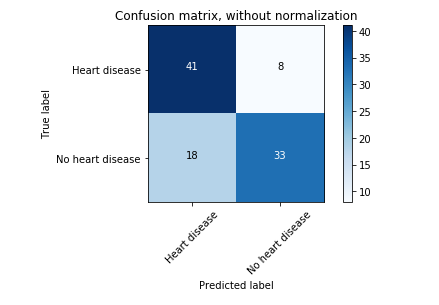 Confusion matrix, without normalization
True label
Heart disease
No heart disease
41
8
18
33
Heart disease
No heart disease
Predicted label
40
35
30
25
20
15
10